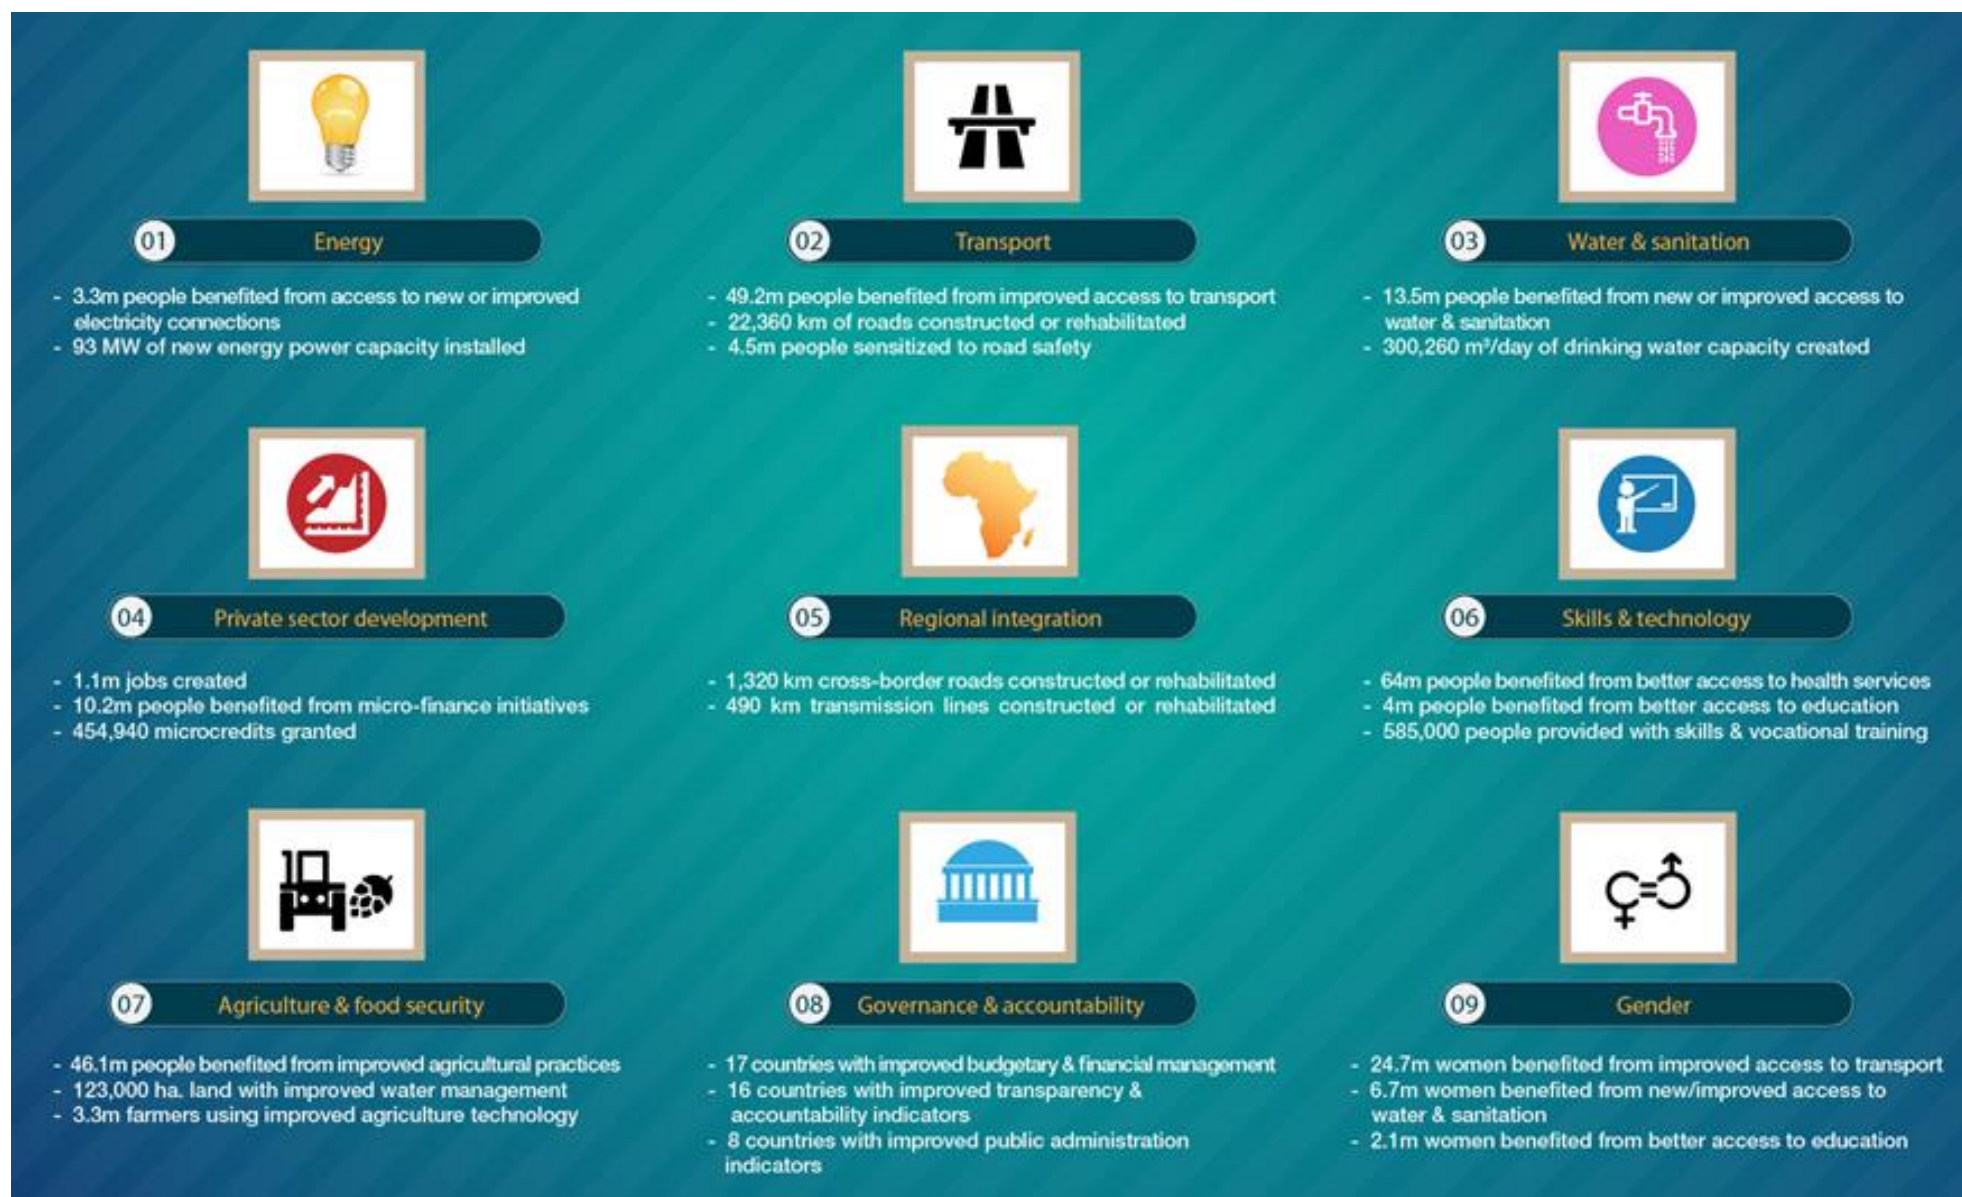 01 Energy
- 3.3m people benefited from access to new or improved
electricity connections
- 93 MW of new energy power capacity installed
02 Transport
- 49.2m people benefited from improved access to transport
- 22,360 km of roads constructed or rehabilitated
- 4.5m people sensitized to road safety
03 Water & sanitation
- 13.5m people benefited from new or improved access to
water & sanitation
- 300,260 m³/day of drinking water capacity created
04 Private sector development
- 1.1m jobs created
- 10.2m people benefited from micro-finance initiatives
- 454,940 microcredits granted
05 Regional integration
- 1,320 km cross-border roads constructed or rehabilitated
- 490 km transmission lines constructed or rehabilitated
06 Skills & technology
- 64m people benefited from better access to health services
- 4m people benefited from better access to education
- 585,000 people provided with skills & vocational training
07 Agriculture & food security
- 46.1m people benefited from improved agricultural practices
- 123,000 ha. land with improved water management
- 3.3m farmers using improved agriculture technology
08 Governance & accountability
- 17 countries with improved budgetary & financial management
- 16 countries with improved transparency &
accountability indicators
- 8 countries with improved public administration
indicators
09 Gender
- 24.7m women benefited from improved access to transport
- 6.7m women benefited from new/improved access to
water & sanitation
- 2.1m women benefited from better access to education